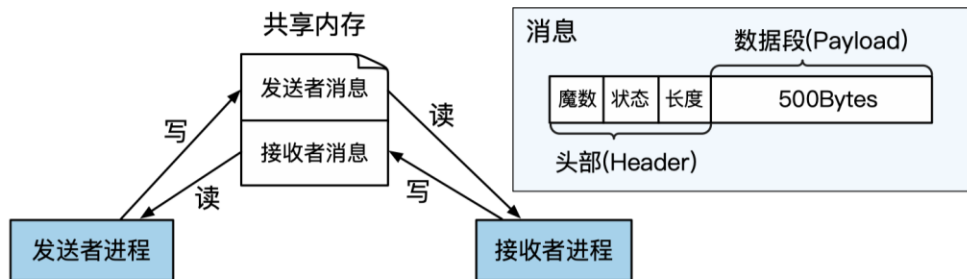 共享内存
发送者消息
接收者消息
写
读
读
写
发送者进程
接收者进程
消息
数据段(Payload)
魔数 状态 长度 500Bytes
头部(Header)